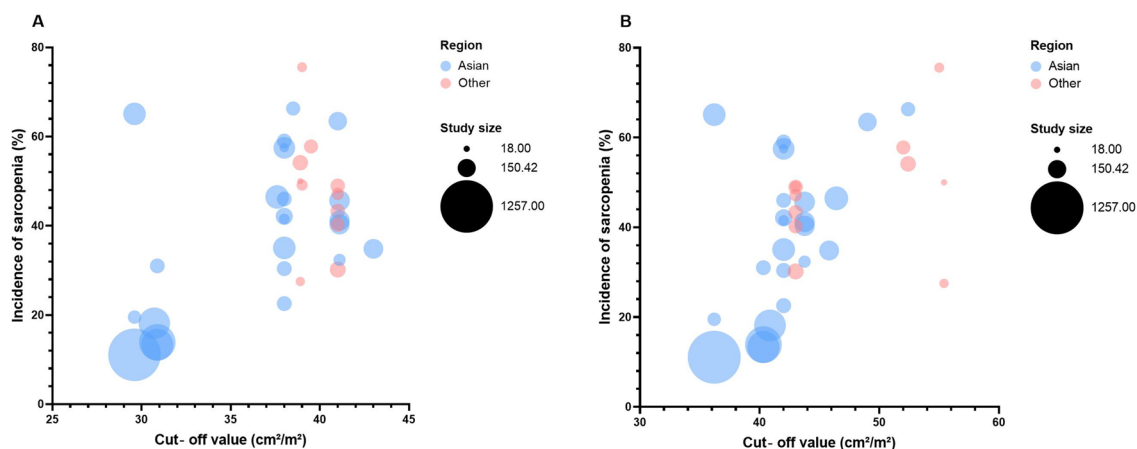 A
Incidence of sarcopenia (%)
80
60
40
20
0
25
30
35
40
45
Cut- off value (cm²/m²)
Region
Asian
Other
Study size
18.00
150.42
1257.00
B
Incidence of sarcopenia (%)
80
60
40
20
0
30
40
50
60
Cut- off value (cm²/m²)
Region
Asian
Other
Study size
18.00
150.42
1257.00